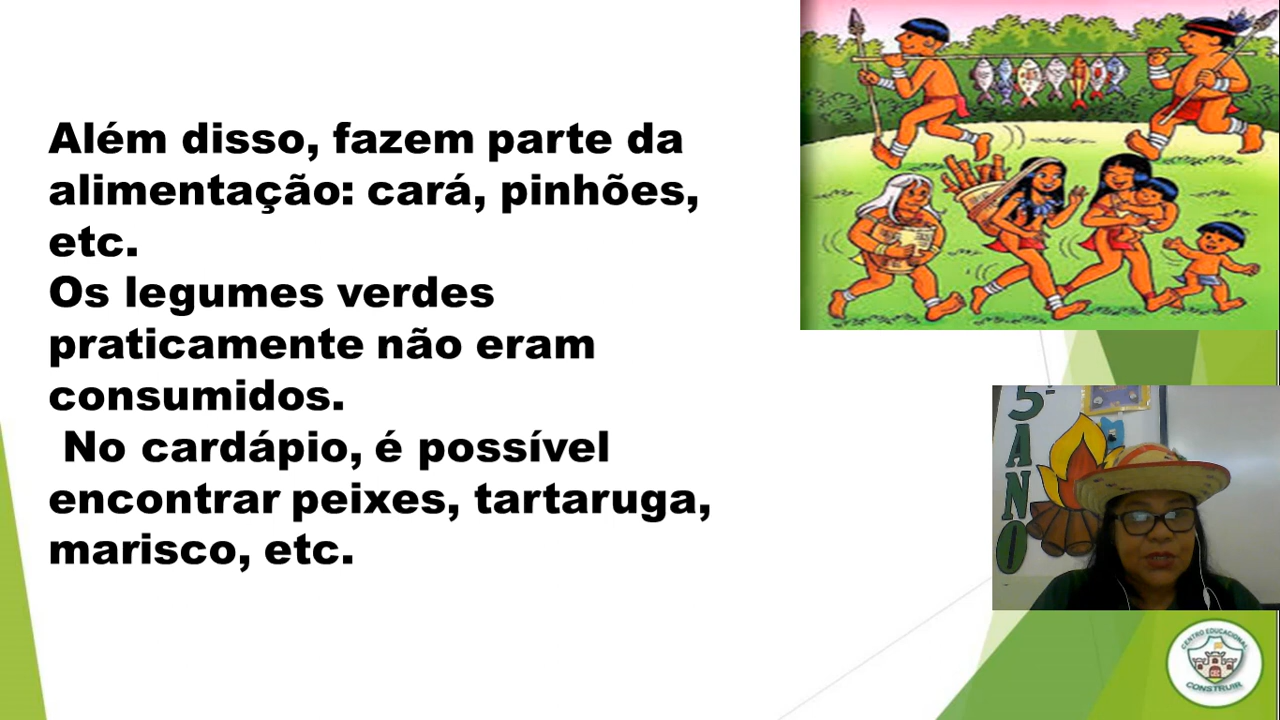 Além disso, fazem parte da
alimentação: cará, pinhões,
etc.
Os legumes verdes
praticamente não eram
consumidos.
No cardápio, é possível
encontrar peixes, tartaruga,
marisco, etc.
5º
ANO
CENTRO EDUCACIONAL
CONSTRUIR